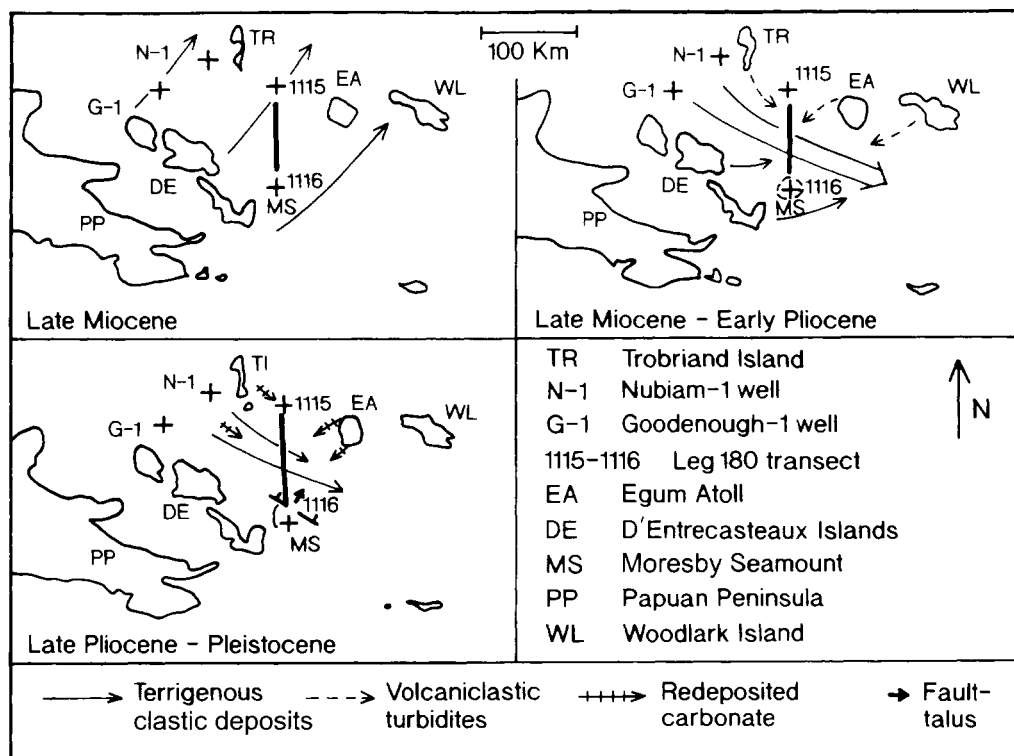 N-1
TR
100 Km
1115
EA
WL
G-1
DE
1116
MS
PP
Late Miocene
N-1
TR
1115
EA
WL
G-1
DE
1116
MS
PP
Late Miocene - Early Pliocene
TI
N-1
1115
EA
WL
G-1
DE
1116
MS
PP
Late Pliocene - Pleistocene
TR Trobriand Island
N-1 Nubiam-1 well
G-1 Goodenough-1 well
1115-1116 Leg 180 transect
EA Egum Atoll
DE D'Entrecasteaux Islands
MS Moresby Seamount
PP Papuan Peninsula
WL Woodlark Island
N
Terrigenous
clastic deposits
Volcaniclastic
turbidites
Redeposited
carbonate
Fault-
talus